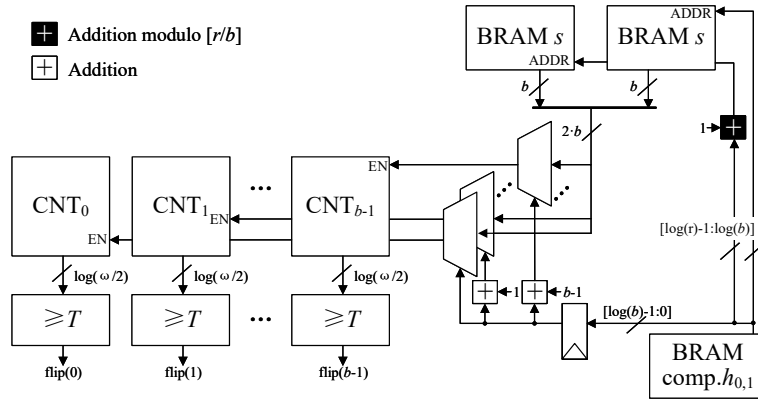 Addition modulo [r/b]
Addition
BRAM s
ADDR
BRAM s
ADDR
b
b
2·b
1
EN
CNT0
CNT1
CNTb-1
EN
EN
[log(r)-1:log(b)]
log(ω/2)
log(ω/2)
log(ω/2)
1
b-1
[log(b)-1:0]
≥T
≥T
≥T
BRAM
comp.h0,1
flip(0)
flip(1)
flip(b-1)